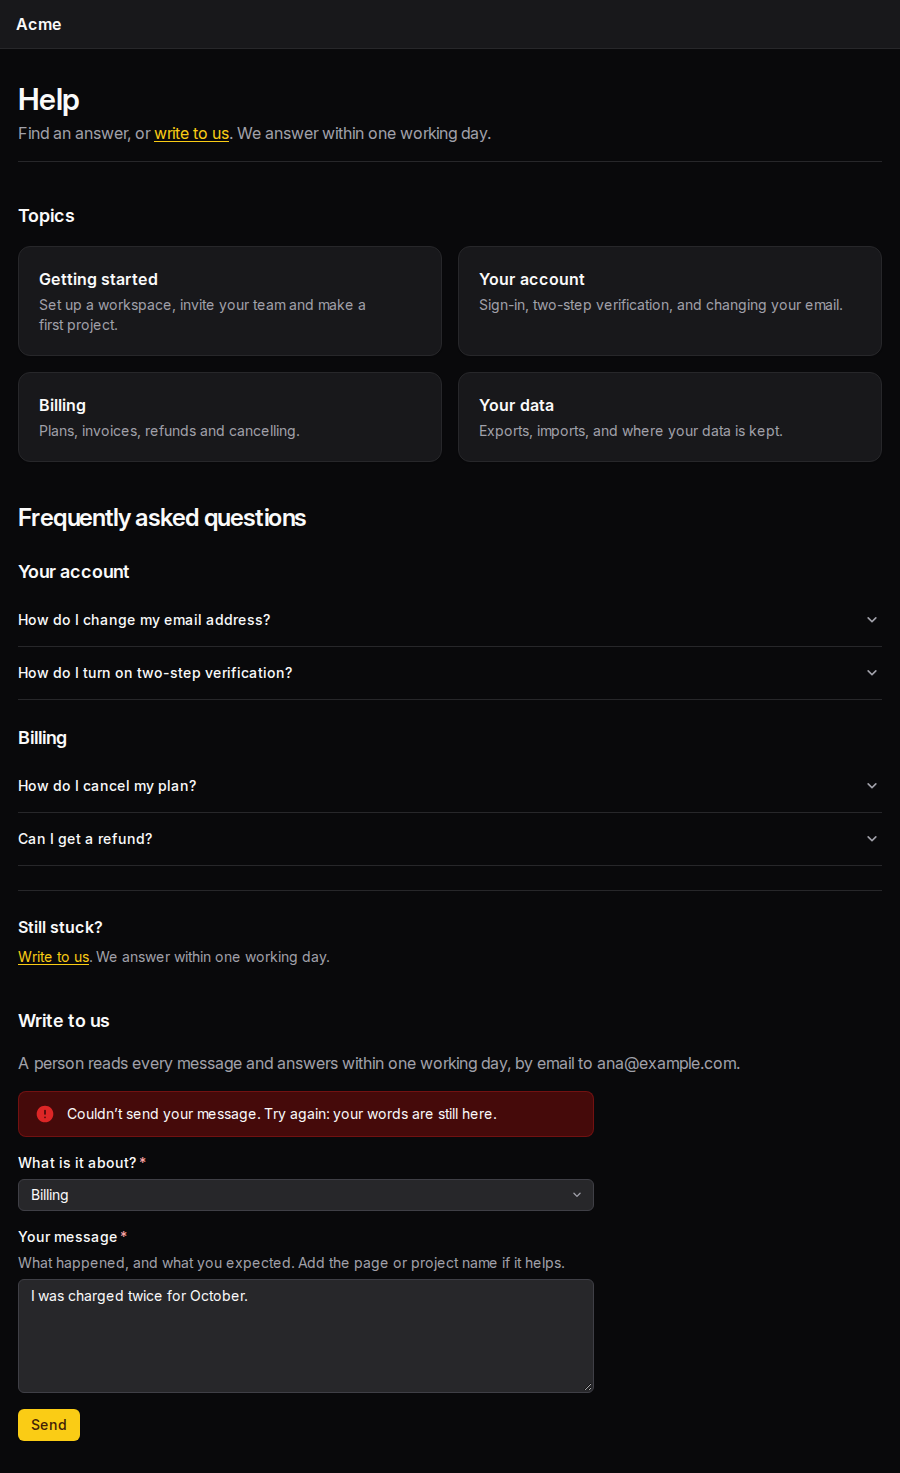 Acme
Help
Find an answer, or write to us. We answer within one working day.
Topics
Getting started
Set up a workspace, invite your team and make a
first project.
Your account
Sign-in, two-step verification, and changing your email.
Billing
Plans, invoices, refunds and cancelling.
Your data
Exports, imports, and where your data is kept.
Frequently asked questions
Your account
How do I change my email address?
How do I turn on two-step verification?
Billing
How do I cancel my plan?
Can I get a refund?
Still stuck?
Write to us. We answer within one working day.
Write to us
A person reads every message and answers within one working day, by email to ana@example.com.
Couldn’t send your message. Try again: your words are still here.
What is it about? *
Billing
Your message *
What happened, and what you expected. Add the page or project name if it helps.
I was charged twice for October.
Send